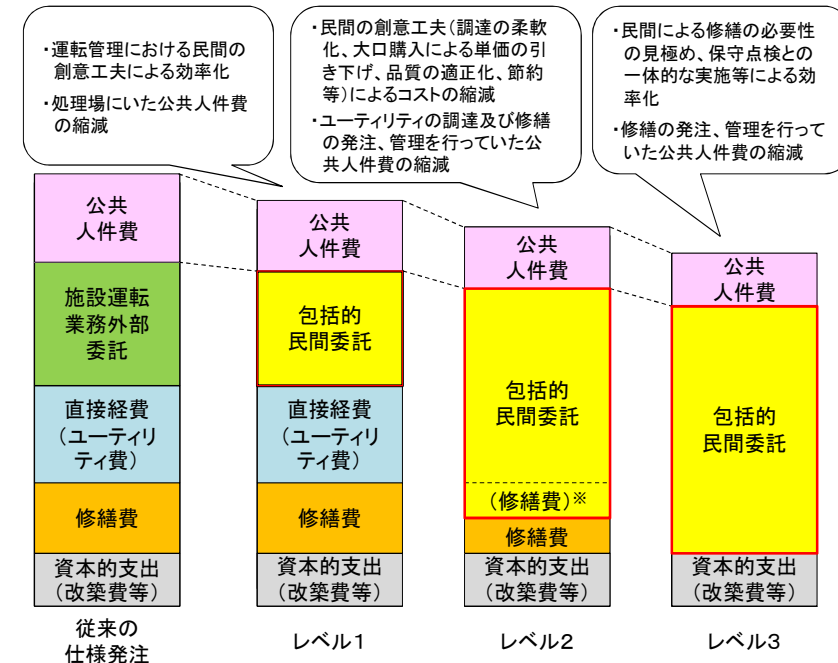 ・運転管理における民間の
創意工夫による効率化
・処理場にいた公共人件費
の縮減
・民間の創意工夫(調達の柔軟
化、大口購入による単価の引
き下げ、品質の適正化、節約
等)によるコストの縮減
・ユーティリティの調達及び修繕
の発注、管理を行っていた公
共人件費の縮減
・民間による修繕の必要性
の見極め、保守点検との
一体的な実施等による効
率化
・修繕の発注、管理を行って
いた公共人件費の縮減
公共
人件費
施設運転
業務外部
委託
直接経費
(ユーティリ
ティ費)
修繕費
資本的支出
(改築費等)
従来の
仕様発注
公共
人件費
包括的
民間委託
直接経費
(ユーティリ
ティ費)
修繕費
資本的支出
(改築費等)
レベル1
公共
人件費
包括的
民間委託
(修繕費)※
修繕費
資本的支出
(改築費等)
レベル2
公共
人件費
包括的
民間委託
資本的支出
(改築費等)
レベル3